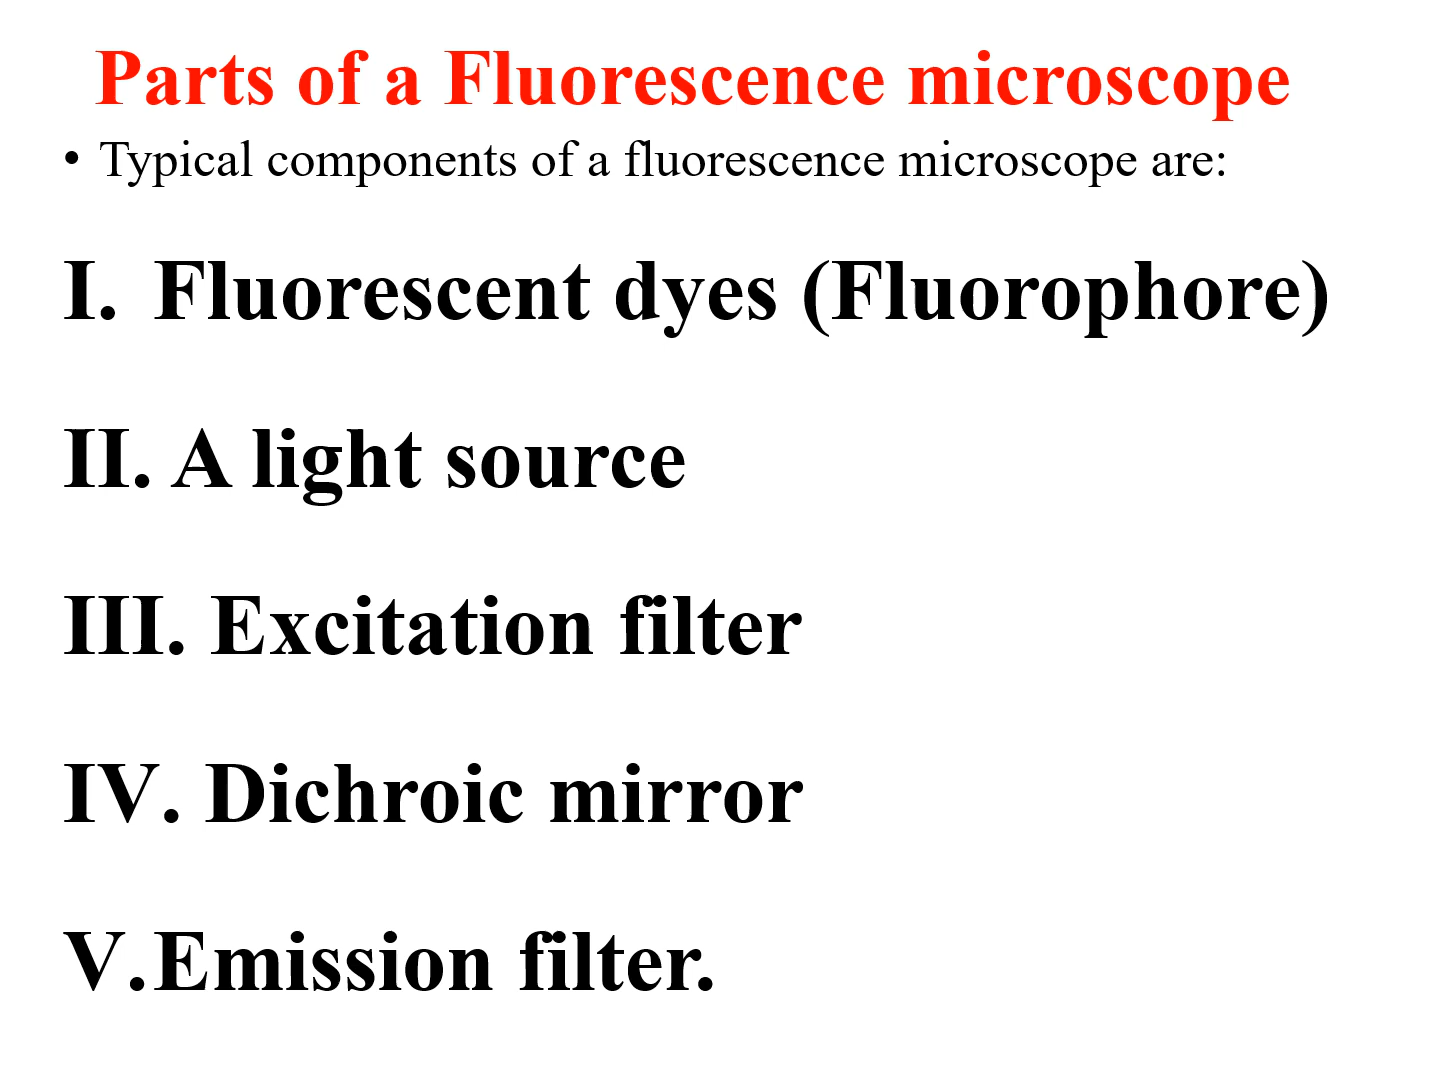 Parts of a Fluorescence microscope
• Typical components of a fluorescence microscope are:
I. Fluorescent dyes (Fluorophore)
II. A light source
III. Excitation filter
IV. Dichroic mirror
V.Emission filter.